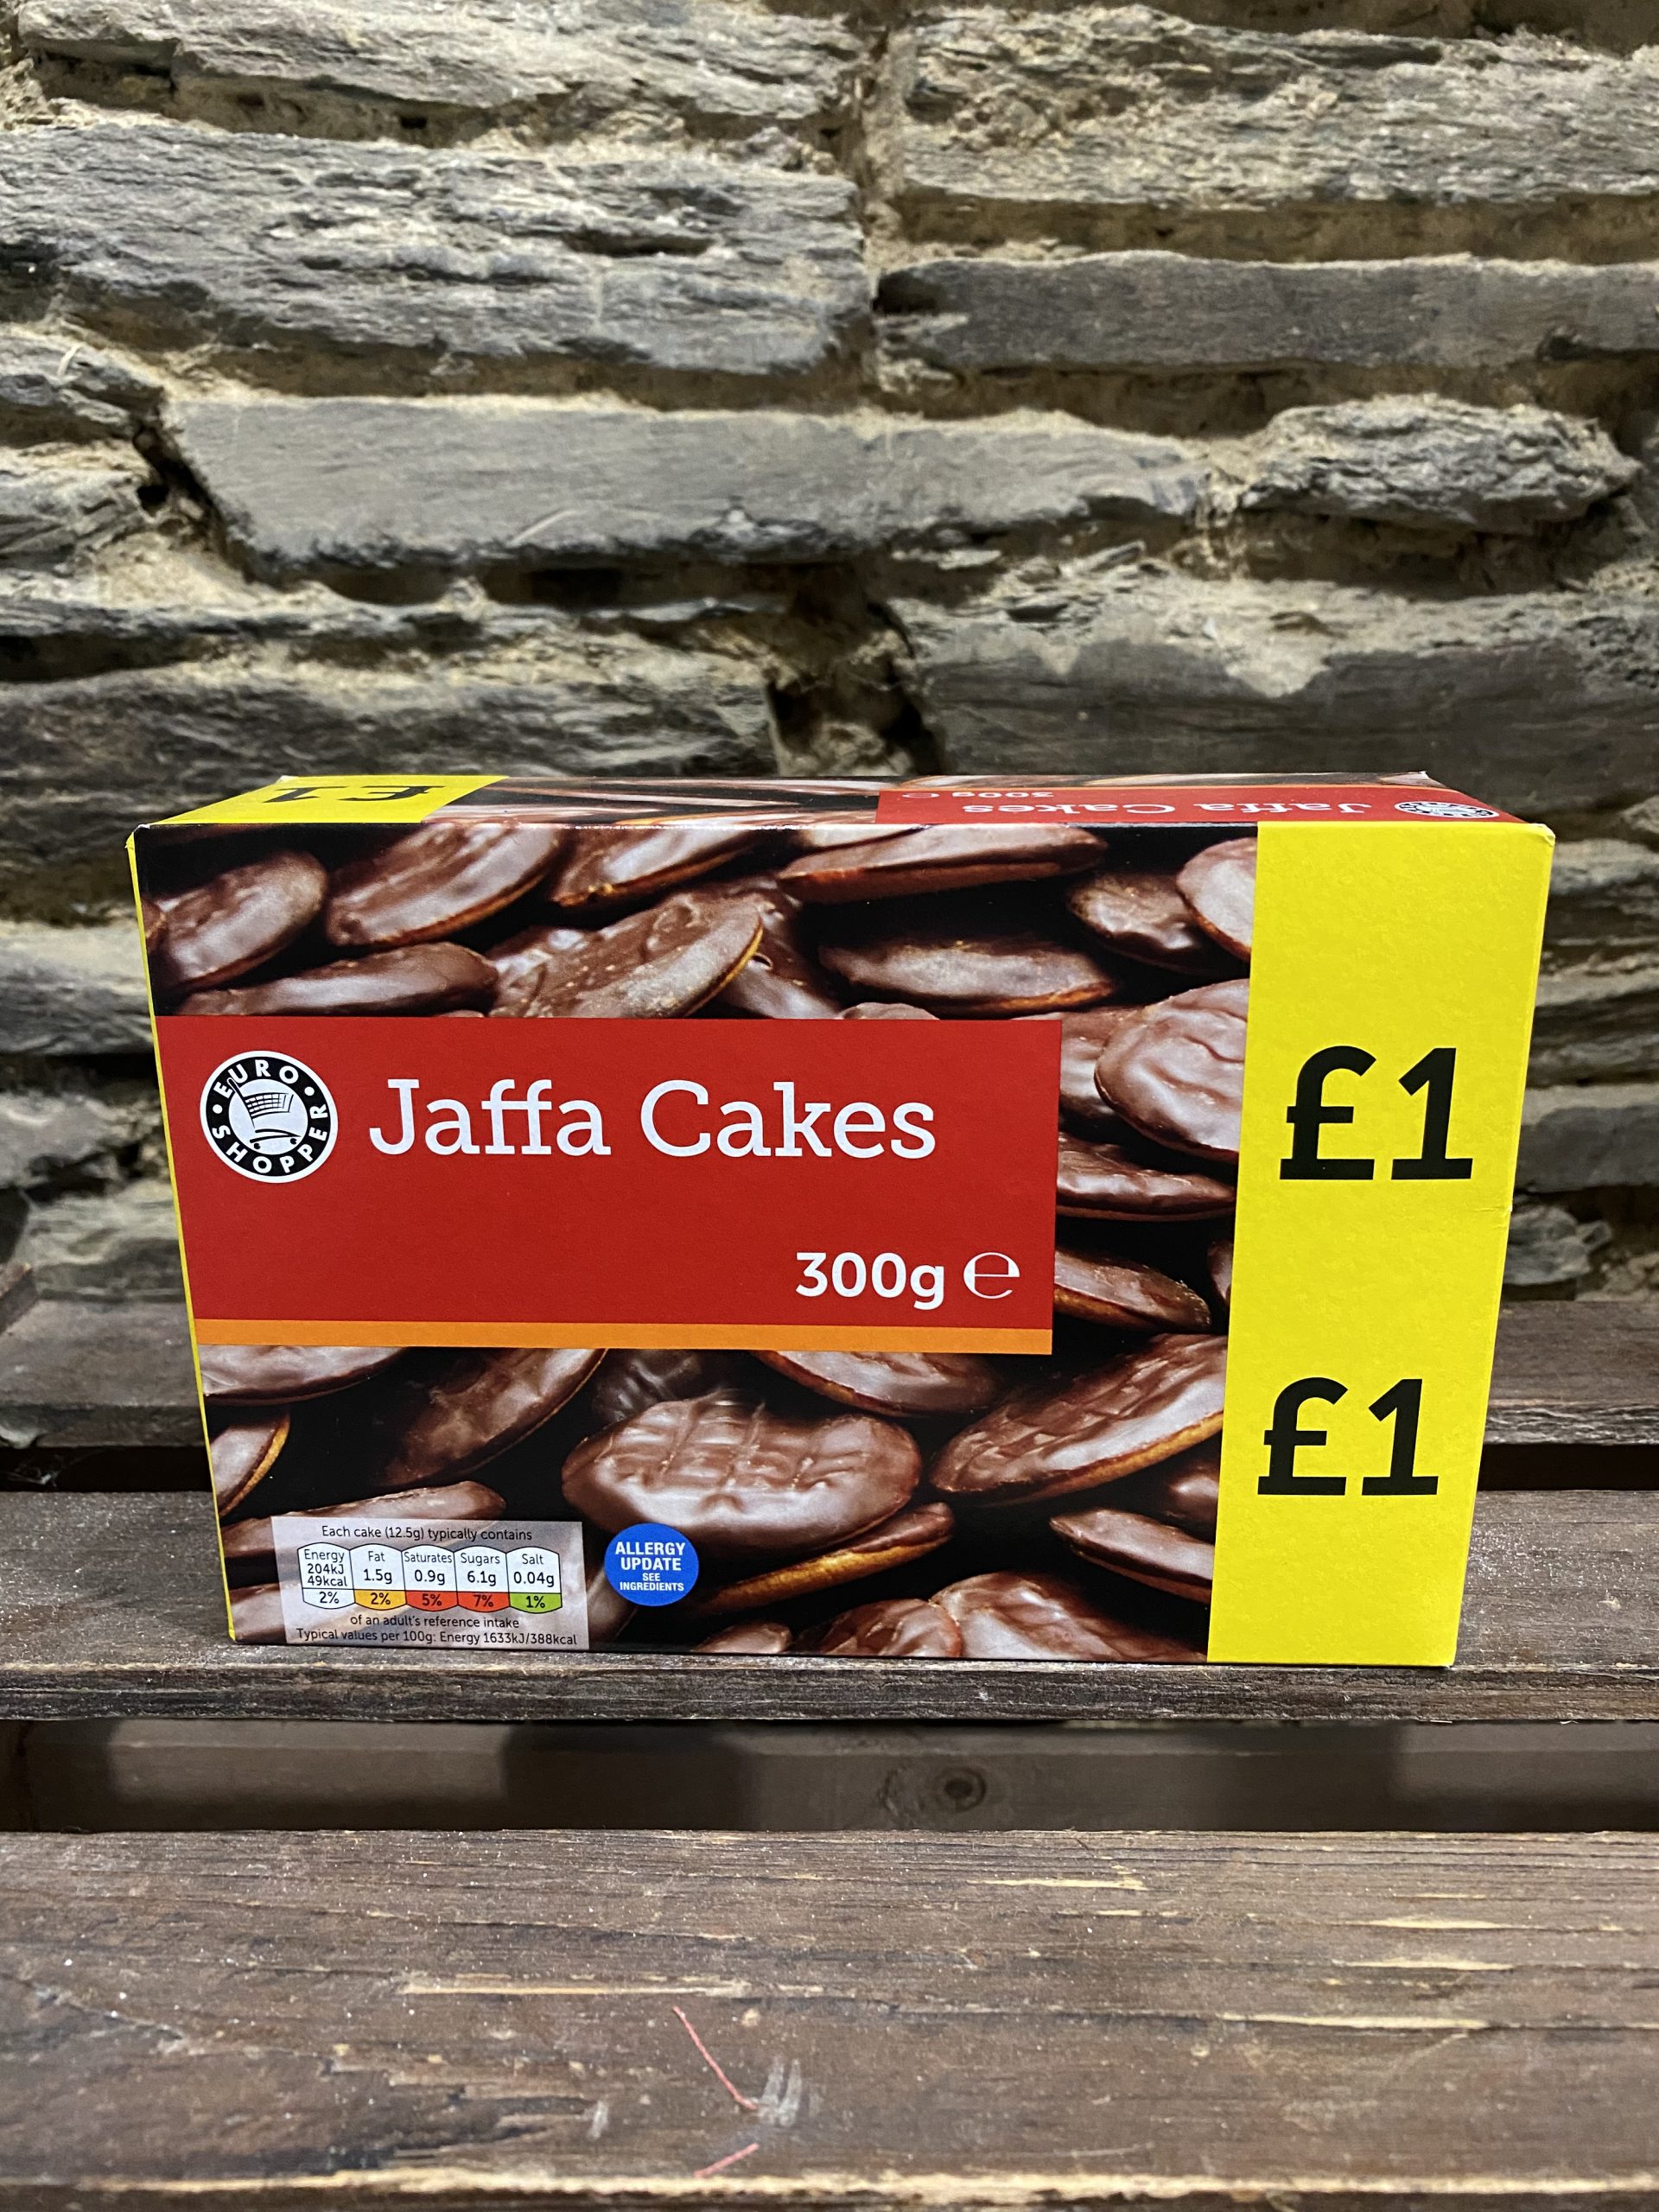 £1
Jaffa Cakes
300g e
EURO SHOPPER
Jaffa Cakes
300g e
£1
£1
Each cake (12.5g) typically contains
Energy Fat Saturates Sugars Salt
204kJ
49kcal 1.5g 0.9g 6.1g 0.04g
2% 2% 5% 7% 1%
of an adult's reference intake
Typical values per 100g: Energy 1633kJ/388kcal
ALLERGY
UPDATE
SEE
INGREDIENTS